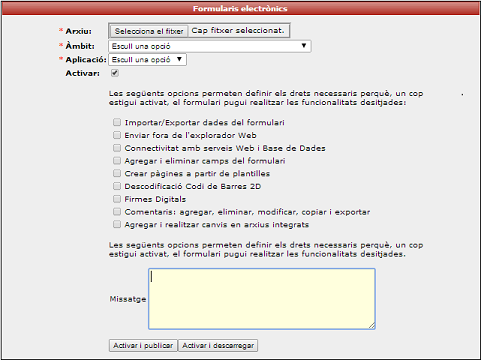 Formularis electrònics
* Arxiu: Selecciona el fitxer Cap fitxer seleccionat.
* Àmbit: Escull una opció
* Aplicació: Escull una opció
Activar:
Les següents opcions permeten definir els drets necessaris perquè, un cop
estigui activat, el formulari pugui realitzar les funcionalitats desitjades:
Importar/Exportar dades del formulari
Enviar fora de l'explorador Web
Connectivitat amb serveis Web i Base de Dades
Agregar i eliminar camps del formulari
Crear pàgines a partir de plantilles
Descodificació Codi de Barres 2D
Firmes Digitals
Comentaris: agregar, eliminar, modificar, copiar i exportar
Agregar i realitzar canvis en arxius integrats
Les següents opcions permeten definir els drets necessaris perquè, un cop
estigui activat, el formulari pugui realitzar les funcionalitats desitjades.
Missatge
Activar i publicar Activar i descarregar